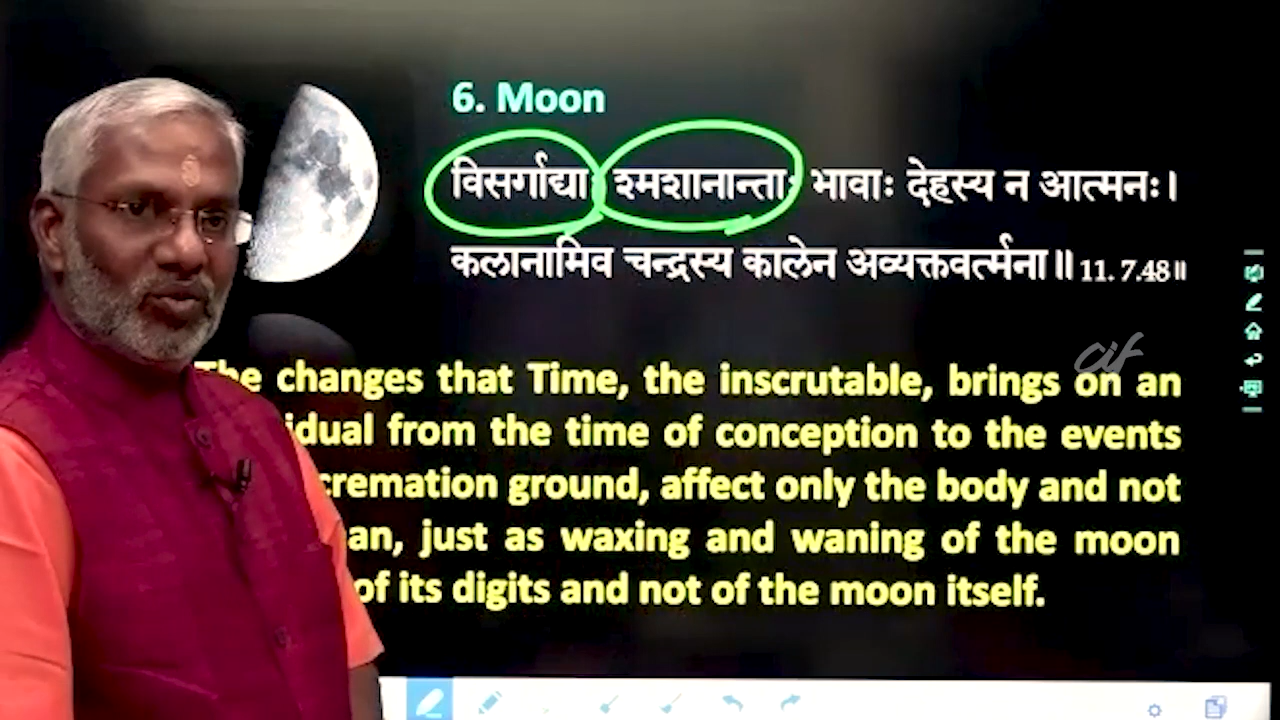 6. Moon
विसर्गाद्या श्मशानान्ताः भावाः देहस्य न आत्मनः।
कलानामिव चन्द्रस्य कालेन अव्यक्तवर्त्मना॥ 11. 7.48॥
cif
The changes that Time, the inscrutable, brings on an
idual from the time of conception to the events
cremation ground, affect only the body and not
an, just as waxing and waning of the moon
of its digits and not of the moon itself.